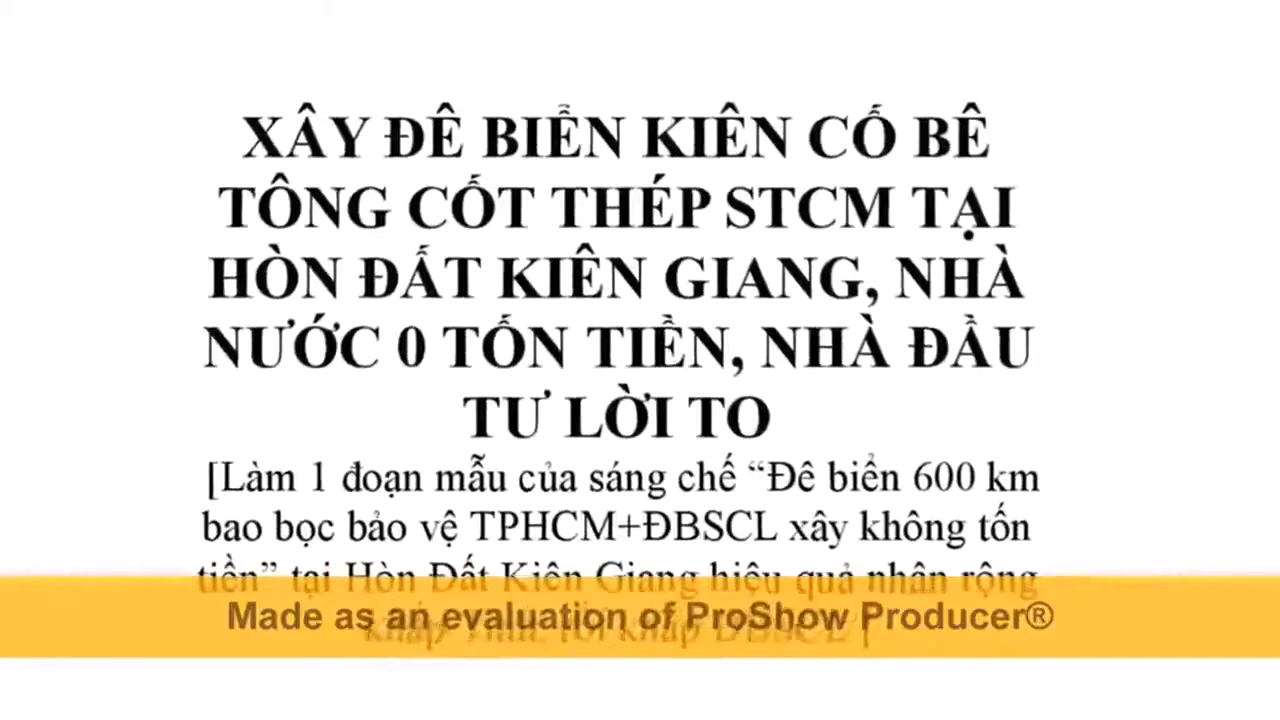 XÂY ĐÊ BIỂN KIÊN CỐ BÊ
TÔNG CỐT THÉP STCM TẠI
HÒN ĐẤT KIÊN GIANG, NHÀ
NƯỚC 0 TỐN TIỀN, NHÀ ĐẦU
TƯ LỜI TO
[Làm 1 đoạn mẫu của sáng chế “Đê biển 600 km
bao bọc bảo vệ TPHCM+ĐBSCL xây không tốn
tiền” tại Hòn Đất Kiên Giang hiệu quả nhân rộng
Made as an evaluation of ProShow Producer®
khắp ĐBSCL